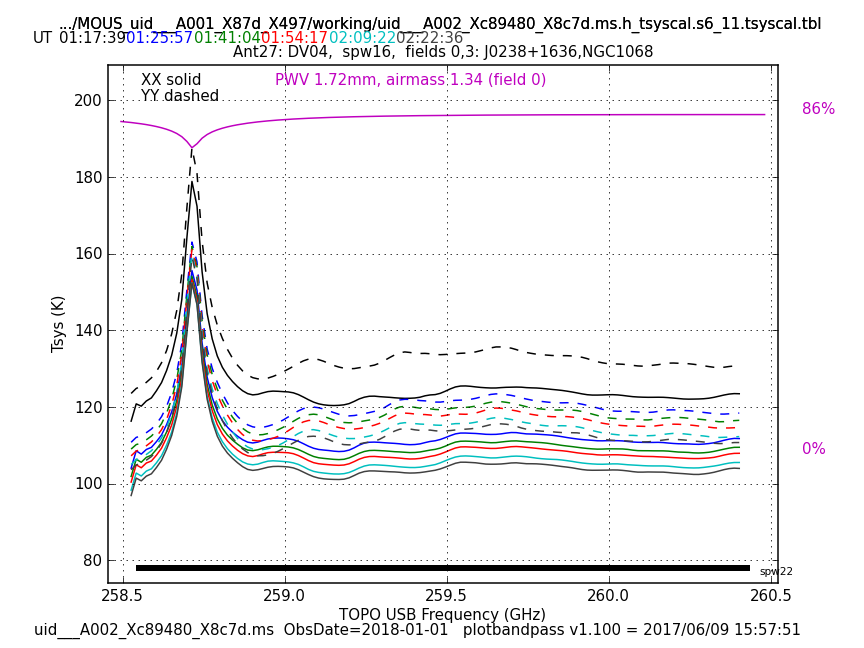 .../MOUS_uid___A001_X87d_X497/working/uid___A002_Xc89480_X8c7d.ms.h_tsyscal.s6_11.tsyscal.tbl
UT 01:17:39 01:25:57 01:41:04 01:54:17 02:09:22 02:22:36
Ant27: DV04, spw16, fields 0,3: J0238+1636,NGC1068
XX solid
PWV 1.72mm, airmass 1.34 (field 0)
YY dashed
200
86%
180
160
140
Tsys (K)
120
0%
100
80
spw22
258.5 259.0 259.5 260.0 260.5
TOPO USB Frequency (GHz)
uid___A002_Xc89480_X8c7d.ms ObsDate=2018-01-01 plotbandpass v1.100 = 2017/06/09 15:57:51